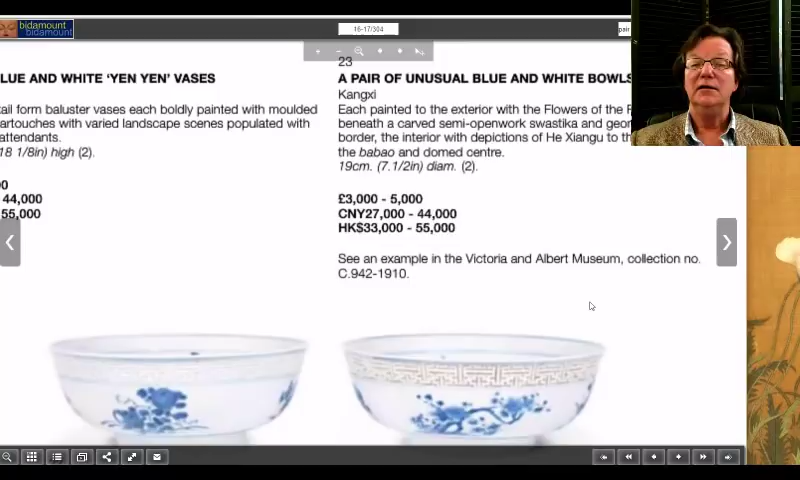 bidamount
bidamount
16-17/304
pair
LUE AND WHITE ‘YEN YEN’ VASES
ail form baluster vases each boldly painted with moulded
artouches with varied landscape scenes populated with
attendants.
18 1/8in) high (2).
00
44,000
55,000
23
A PAIR OF UNUSUAL BLUE AND WHITE BOWLS
Kangxi
Each painted to the exterior with the Flowers of the F
beneath a carved semi-openwork swastika and geor
border, the interior with depictions of He Xiangu to th
the babao and domed centre.
19cm. (7.1/2in) diam. (2).
£3,000 - 5,000
CNY27,000 - 44,000
HK$33,000 - 55,000
See an example in the Victoria and Albert Museum, collection no.
C.942-1910.